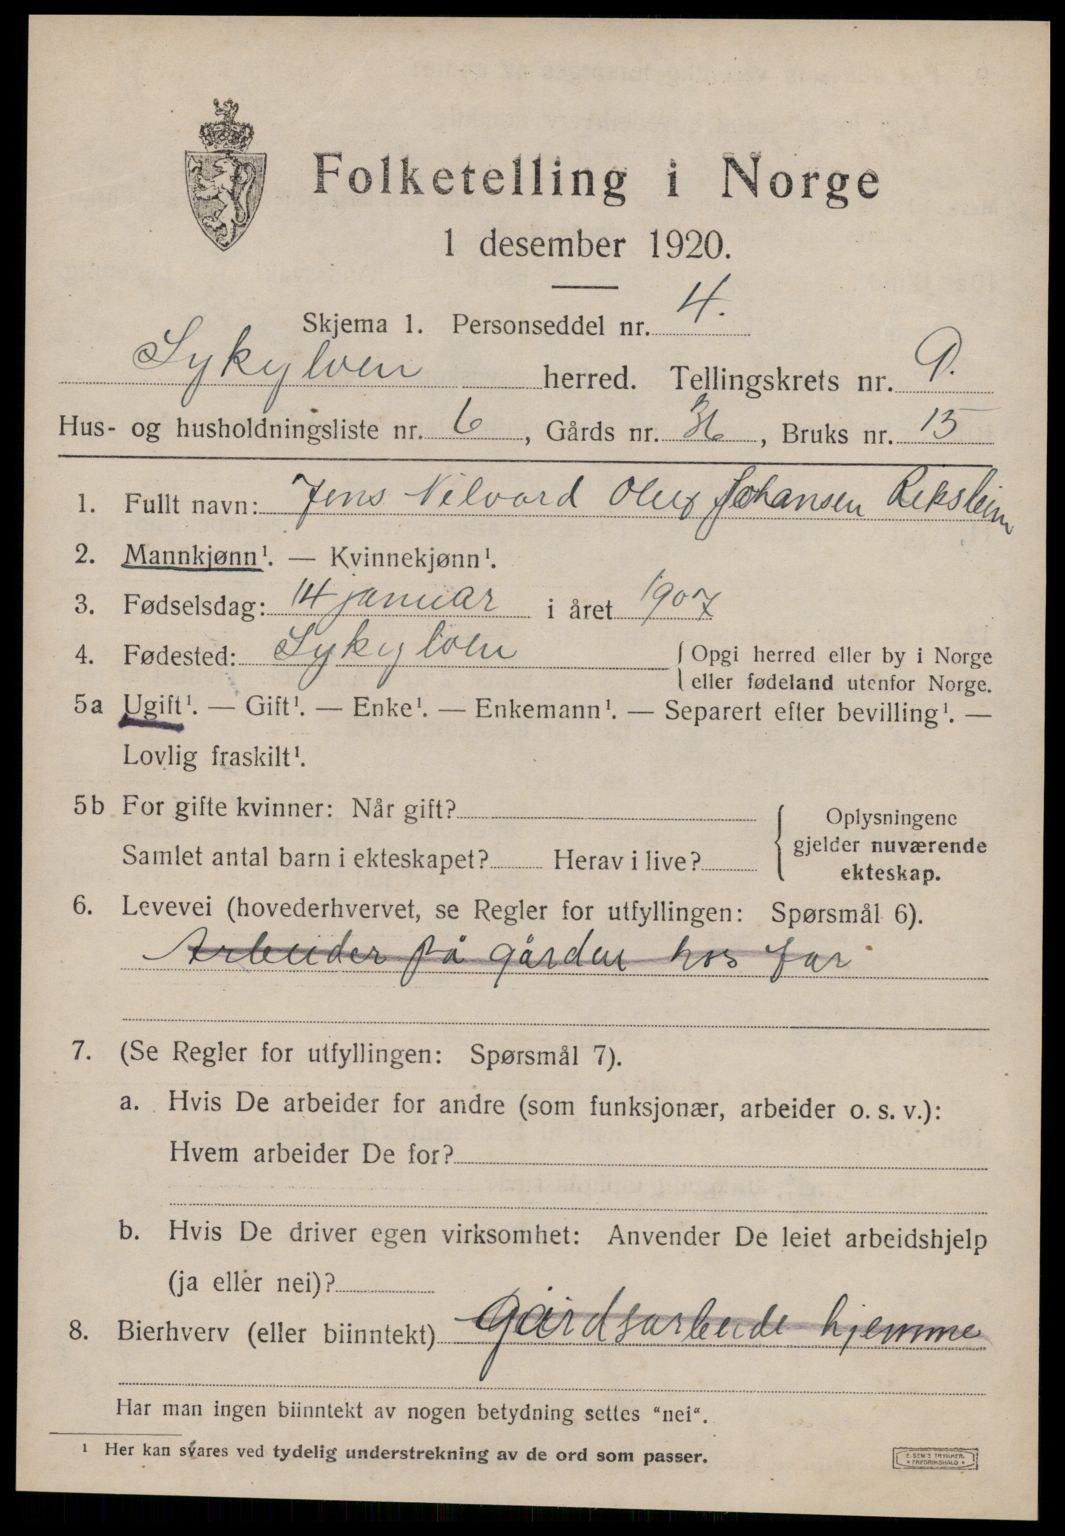 Folketelling i Norge
1 desember 1920.
Skjema 1. Personseddel nr. 4.
Sykylven herred. Tellingskrets nr. 9.
Hus- og husholdningsliste nr. 6, Gårds nr. 36, Bruks nr. 15
1. Fullt navn: Jens Nilvord Oluf Johansen Reksleim
2. Mannkjønn¹. — Kvinnekjønn¹.
3. Fødselsdag: 14 januar i året 1907
4. Fødested: Sykylven { Opgi herred eller by i Norge
eller fødeland utenfor Norge.
5a Ugift¹. — Gift¹. — Enke¹. — Enkemann¹. — Separert efter bevilling¹. —
Lovlig fraskilt¹.
5b For gifte kvinner: Når gift?
Samlet antal barn i ekteskapet? Herav i live?
{ Oplysningene
gjelder nuværende
ekteskap.
6. Levevei (hovederhvervet, se Regler for utfyllingen: Spørsmål 6).
Arbeider på gården hos far
7. (Se Regler for utfyllingen: Spørsmål 7).
a. Hvis De arbeider for andre (som funksjonær, arbeider o. s. v.):
Hvem arbeider De for?
b. Hvis De driver egen virksomhet: Anvender De leiet arbeidshjelp
(ja eller nei)?
8. Bierhverv (eller biinntekt) Gårdsarbeide hjemme
Har man ingen biinntekt av nogen betydning settes "nei".
¹ Her kan svares ved tydelig understrekning av de ord som passer.